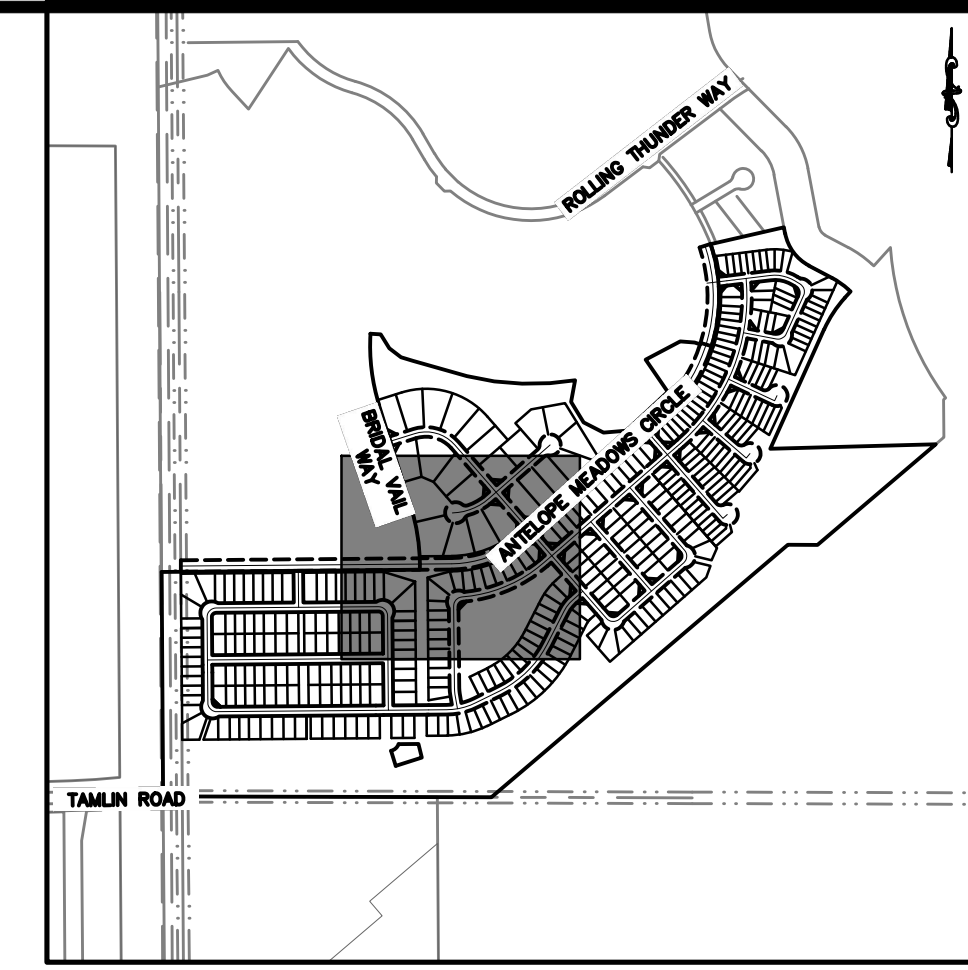 ROLLING THUNDER WAY
BRIDAL VAIL
WAY
ANTELOPE MEADOWS CIRCLE
TAMLIN ROAD